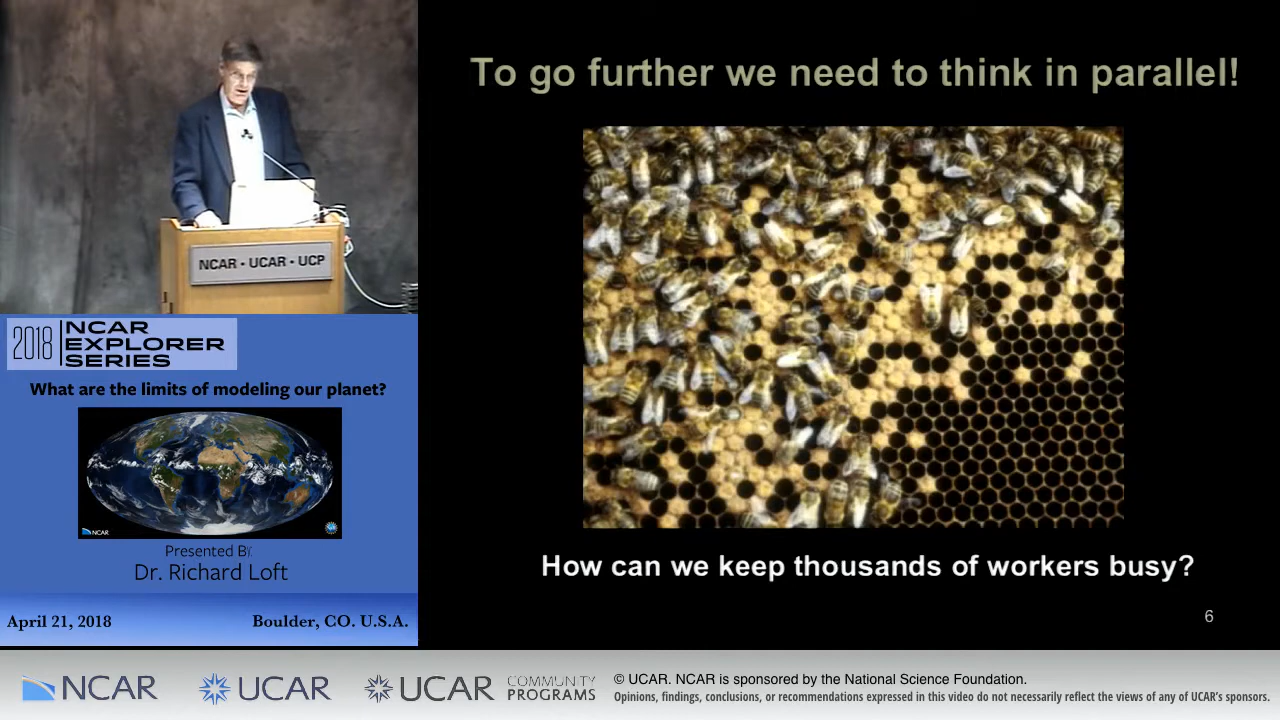 To go further we need to think in parallel!
How can we keep thousands of workers busy?
6
NCAR • UCAR • UCP
2018
NCAR
EXPLORER
SERIES
What are the limits of modeling our planet?
NCAR
Presented By:
Dr. Richard Loft
April 21, 2018
Boulder, CO. U.S.A.
NCAR
UCAR
UCAR
COMMUNITY
PROGRAMS
© UCAR. NCAR is sponsored by the National Science Foundation.
Opinions, findings, conclusions, or recommendations expressed in this video do not necessarily reflect the views of any of UCAR's sponsors.